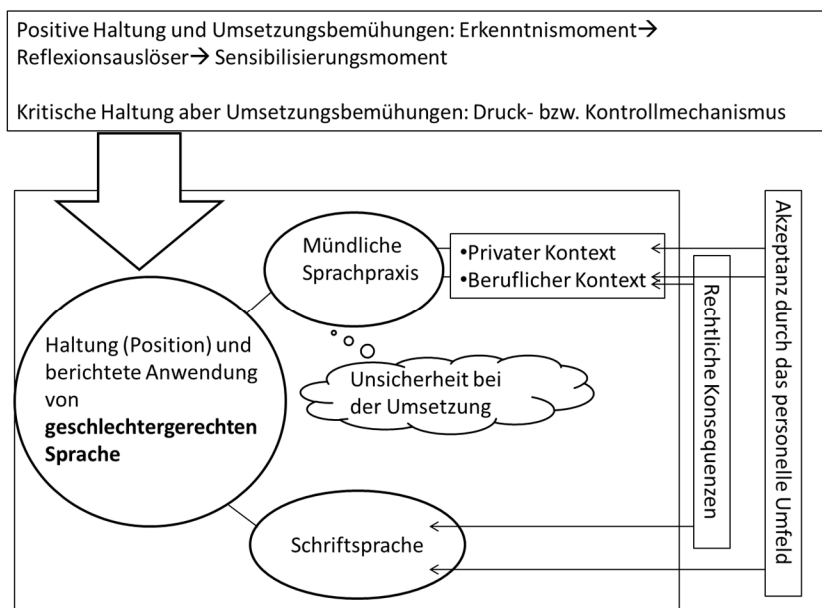 Positive Haltung und Umsetzungsbemühungen: Erkenntnismoment→
Reflexionsauslöser→ Sensibilisierungsmoment
Kritische Haltung aber Umsetzungsbemühungen: Druck- bzw. Kontrollmechanismus
Mündliche
Sprachpraxis
•Privater Kontext
•Beruflicher Kontext
Haltung (Position) und
berichtete Anwendung
von
geschlechtergerechten
Sprache
Unsicherheit bei
der Umsetzung
Schriftsprache
Rechtliche Konsequenzen
Akzeptanz durch das personelle Umfeld